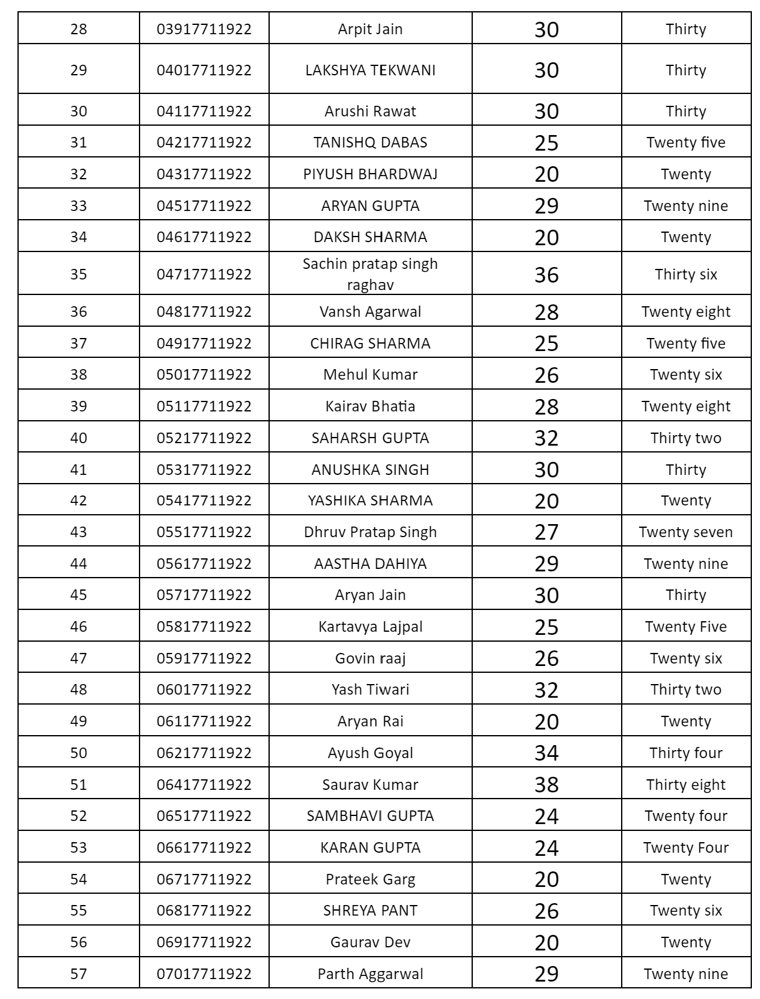 28 03917711922 Arpit Jain 30 Thirty
29 04017711922 LAKSHYA TEKWANI 30 Thirty
30 04117711922 Arushi Rawat 30 Thirty
31 04217711922 TANISHQ DABAS 25 Twenty five
32 04317711922 PIYUSH BHARDWAJ 20 Twenty
33 04517711922 ARYAN GUPTA 29 Twenty nine
34 04617711922 DAKSH SHARMA 20 Twenty
35 04717711922 Sachin pratap singh 36 Thirty six
raghav
36 04817711922 Vansh Agarwal 28 Twenty eight
37 04917711922 CHIRAG SHARMA 25 Twenty five
38 05017711922 Mehul Kumar 26 Twenty six
39 05117711922 Kairav Bhatia 28 Twenty eight
40 05217711922 SAHARSH GUPTA 32 Thirty two
41 05317711922 ANUSHKA SINGH 30 Thirty
42 05417711922 YASHIKA SHARMA 20 Twenty
43 05517711922 Dhruv Pratap Singh 27 Twenty seven
44 05617711922 AASTHA DAHIYA 29 Twenty nine
45 05717711922 Aryan Jain 30 Thirty
46 05817711922 Kartavya Lajpal 25 Twenty Five
47 05917711922 Govin raaj 26 Twenty six
48 06017711922 Yash Tiwari 32 Thirty two
49 06117711922 Aryan Rai 20 Twenty
50 06217711922 Ayush Goyal 34 Thirty four
51 06417711922 Saurav Kumar 38 Thirty eight
52 06517711922 SAMBHAVI GUPTA 24 Twenty four
53 06617711922 KARAN GUPTA 24 Twenty Four
54 06717711922 Prateek Garg 20 Twenty
55 06817711922 SHREYA PANT 26 Twenty six
56 06917711922 Gaurav Dev 20 Twenty
57 07017711922 Parth Aggarwal 29 Twenty nine